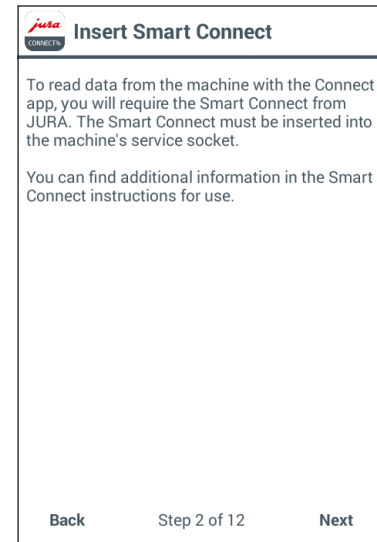 jura
CONNECT%
Insert Smart Connect
To read data from the machine with the Connect
app, you will require the Smart Connect from
JURA. The Smart Connect must be inserted into
the machine's service socket.
You can find additional information in the Smart
Connect instructions for use.
Back Step 2 of 12 Next